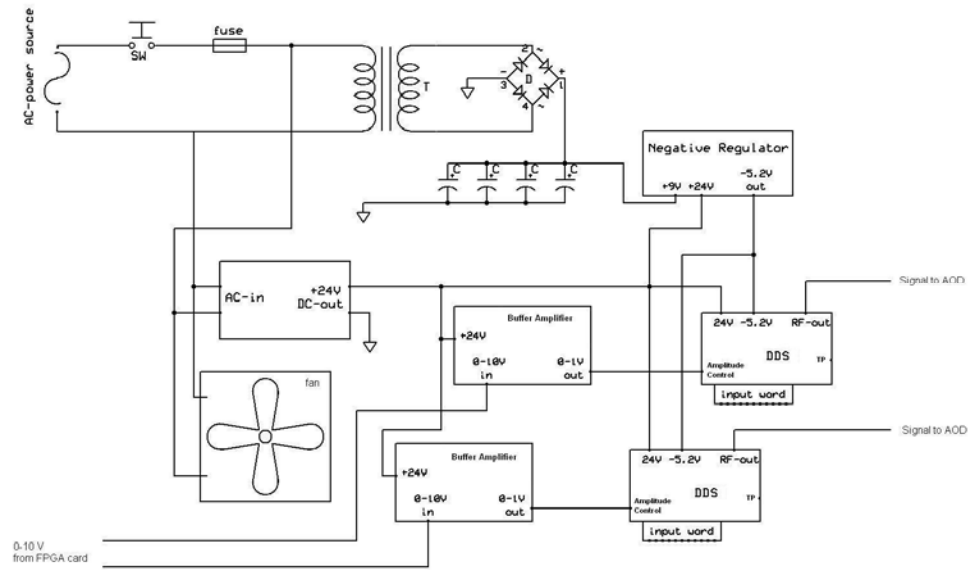 AC-power source
SW
fuse
T
2 ~
- +
3 D 1
4 ~
C C C C
+ + + +
Negative Regulator
-5.2V
+9V +24V out
AC-in
+24V
DC-out
fan
Buffer Amplifier
+24V
0-10V 0-1V
in out
Signal to AOD
24V -5.2V RF-out
DDS
TP
Amplitude
Control
input word
Buffer Amplifier
+24V
0-10V 0-1V
in out
Signal to AOD
24V -5.2V RF-out
DDS
TP
Amplitude
Control
input word
0-10 V
from FPGA card